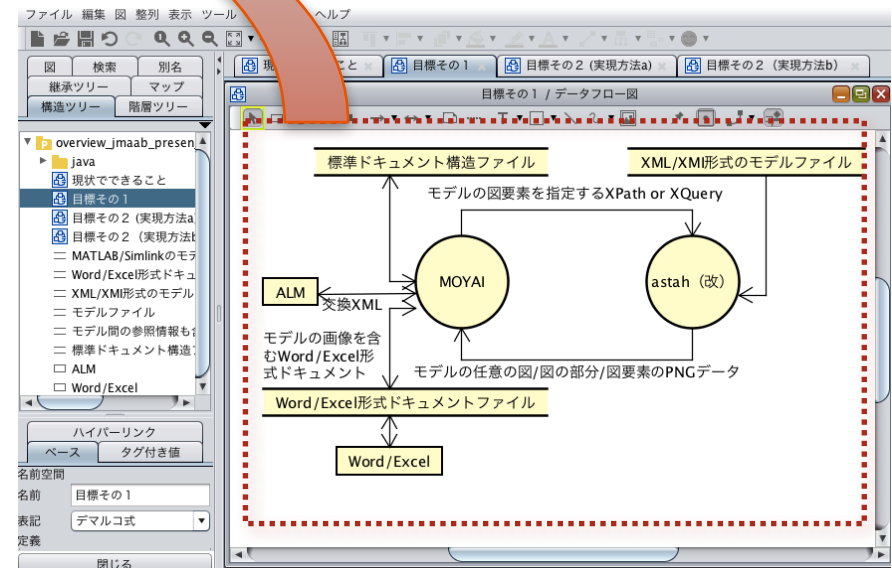 ファイル 編集 図 整列 表示 ツール ヘルプ
図 検索 別名
継承ツリー マップ
構造ツリー 階層ツリー
overview_jmaab_presen
java
現状でできること
目標その1
目標その2 (実現方法a
目標その2 (実現方法b
MATLAB/Simlinkのモデ
Word/Excel形式ドキュ
XML/XMI形式のモデル
モデルファイル
モデル間の参照情報も含
標準ドキュメント構造フ
ALM
Word/Excel
ハイパーリンク
ベース タグ付き値
名前空間
名前 目標その1
表記 デマルコ式
定義
閉じる
現 こと 目標その1 目標その2 (実現方法a) 目標その2 (実現方法b)
目標その1 / データフロー図
標準ドキュメント構造ファイル
XML/XMI形式のモデルファイル
モデルの図要素を指定するXPath or XQuery
MOYAI
astah (改)
ALM
交換XML
モデルの画像を含
むWord/Excel形
式ドキュメント
モデルの任意の図/図の部分/図要素のPNGデータ
Word/Excel形式ドキュメントファイル
Word/Excel